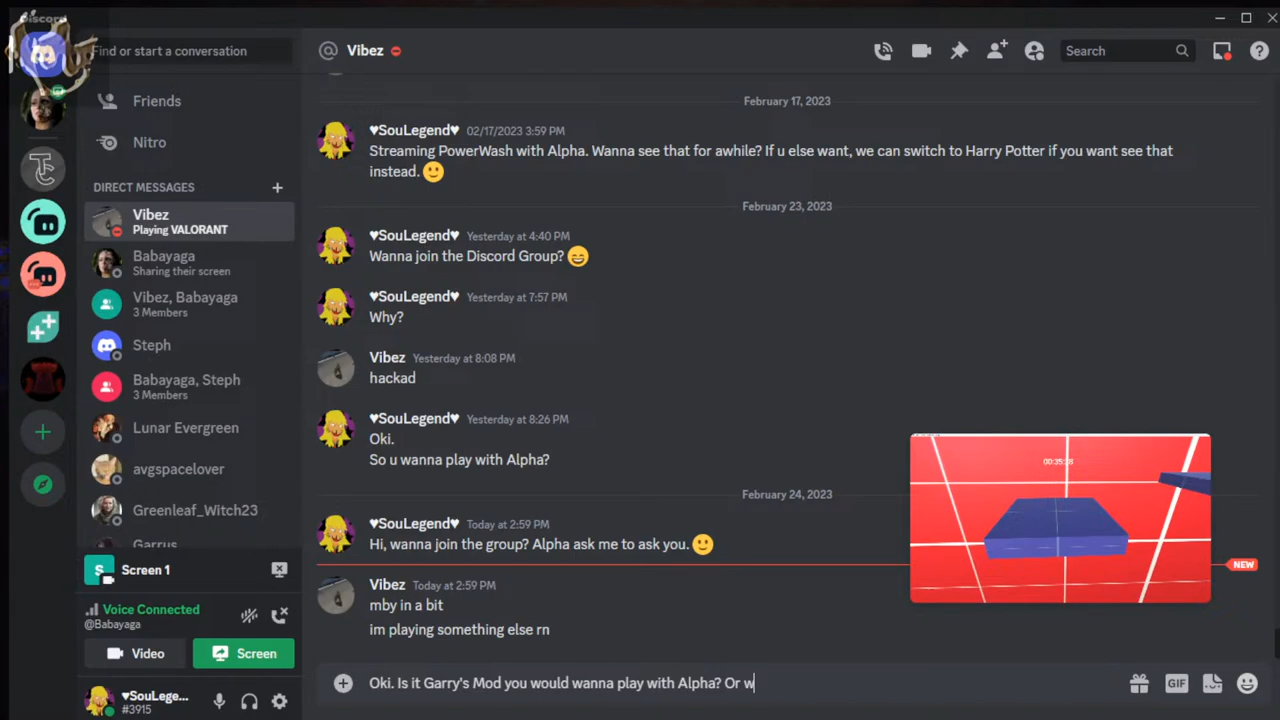 Discord
Find or start a conversation
Friends
Nitro
DIRECT MESSAGES
Vibez
Playing VALORANT
Babayaga
Sharing their screen
Vibez, Babayaga
3 Members
Steph
Babayaga, Steph
3 Members
Lunar Evergreen
avgspacelover
Greenleaf_Witch23
Garrus
Screen 1
Voice Connected
@Babayaga
Video
Screen
♥SouLege...
#3915
Vibez
Search
February 17, 2023
♥SouLegend♥ 02/17/2023 3:59 PM
Streaming PowerWash with Alpha. Wanna see that for awhile? If u else want, we can switch to Harry Potter if you want see that
instead. 🙂
February 23, 2023
♥SouLegend♥ Yesterday at 4:40 PM
Wanna join the Discord Group? 😄
♥SouLegend♥ Yesterday at 7:57 PM
Why?
Vibez Yesterday at 8:08 PM
hackad
♥SouLegend♥ Yesterday at 8:26 PM
Oki.
So u wanna play with Alpha?
February 24, 2023
♥SouLegend♥ Today at 2:59 PM
Hi, wanna join the group? Alpha ask me to ask you. 🙂
NEW
Vibez Today at 2:59 PM
mby in a bit
im playing something else rn
Oki. Is it Garry's Mod you would wanna play with Alpha? Or w
GIF